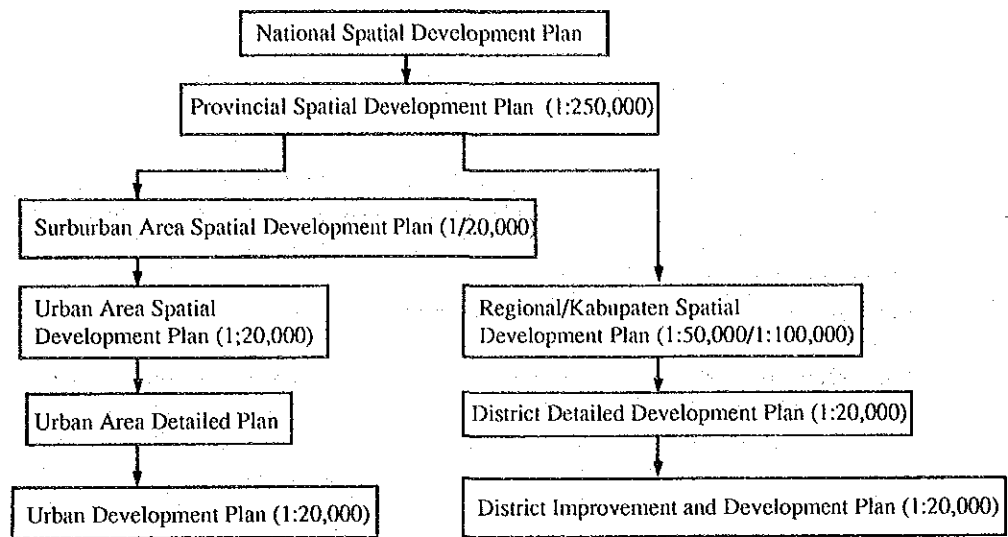 National Spatial Development Plan
Provincial Spatial Development Plan (1:250,000)
Surburban Area Spatial Development Plan (1/20,000)
Urban Area Spatial
Development Plan (1;20,000)
Regional/Kabupaten Spatial
Development Plan (1:50,000/1:100,000)
Urban Area Detailed Plan
District Detailed Development Plan (1:20,000)
Urban Development Plan (1:20,000)
District Improvement and Development Plan (1:20,000)